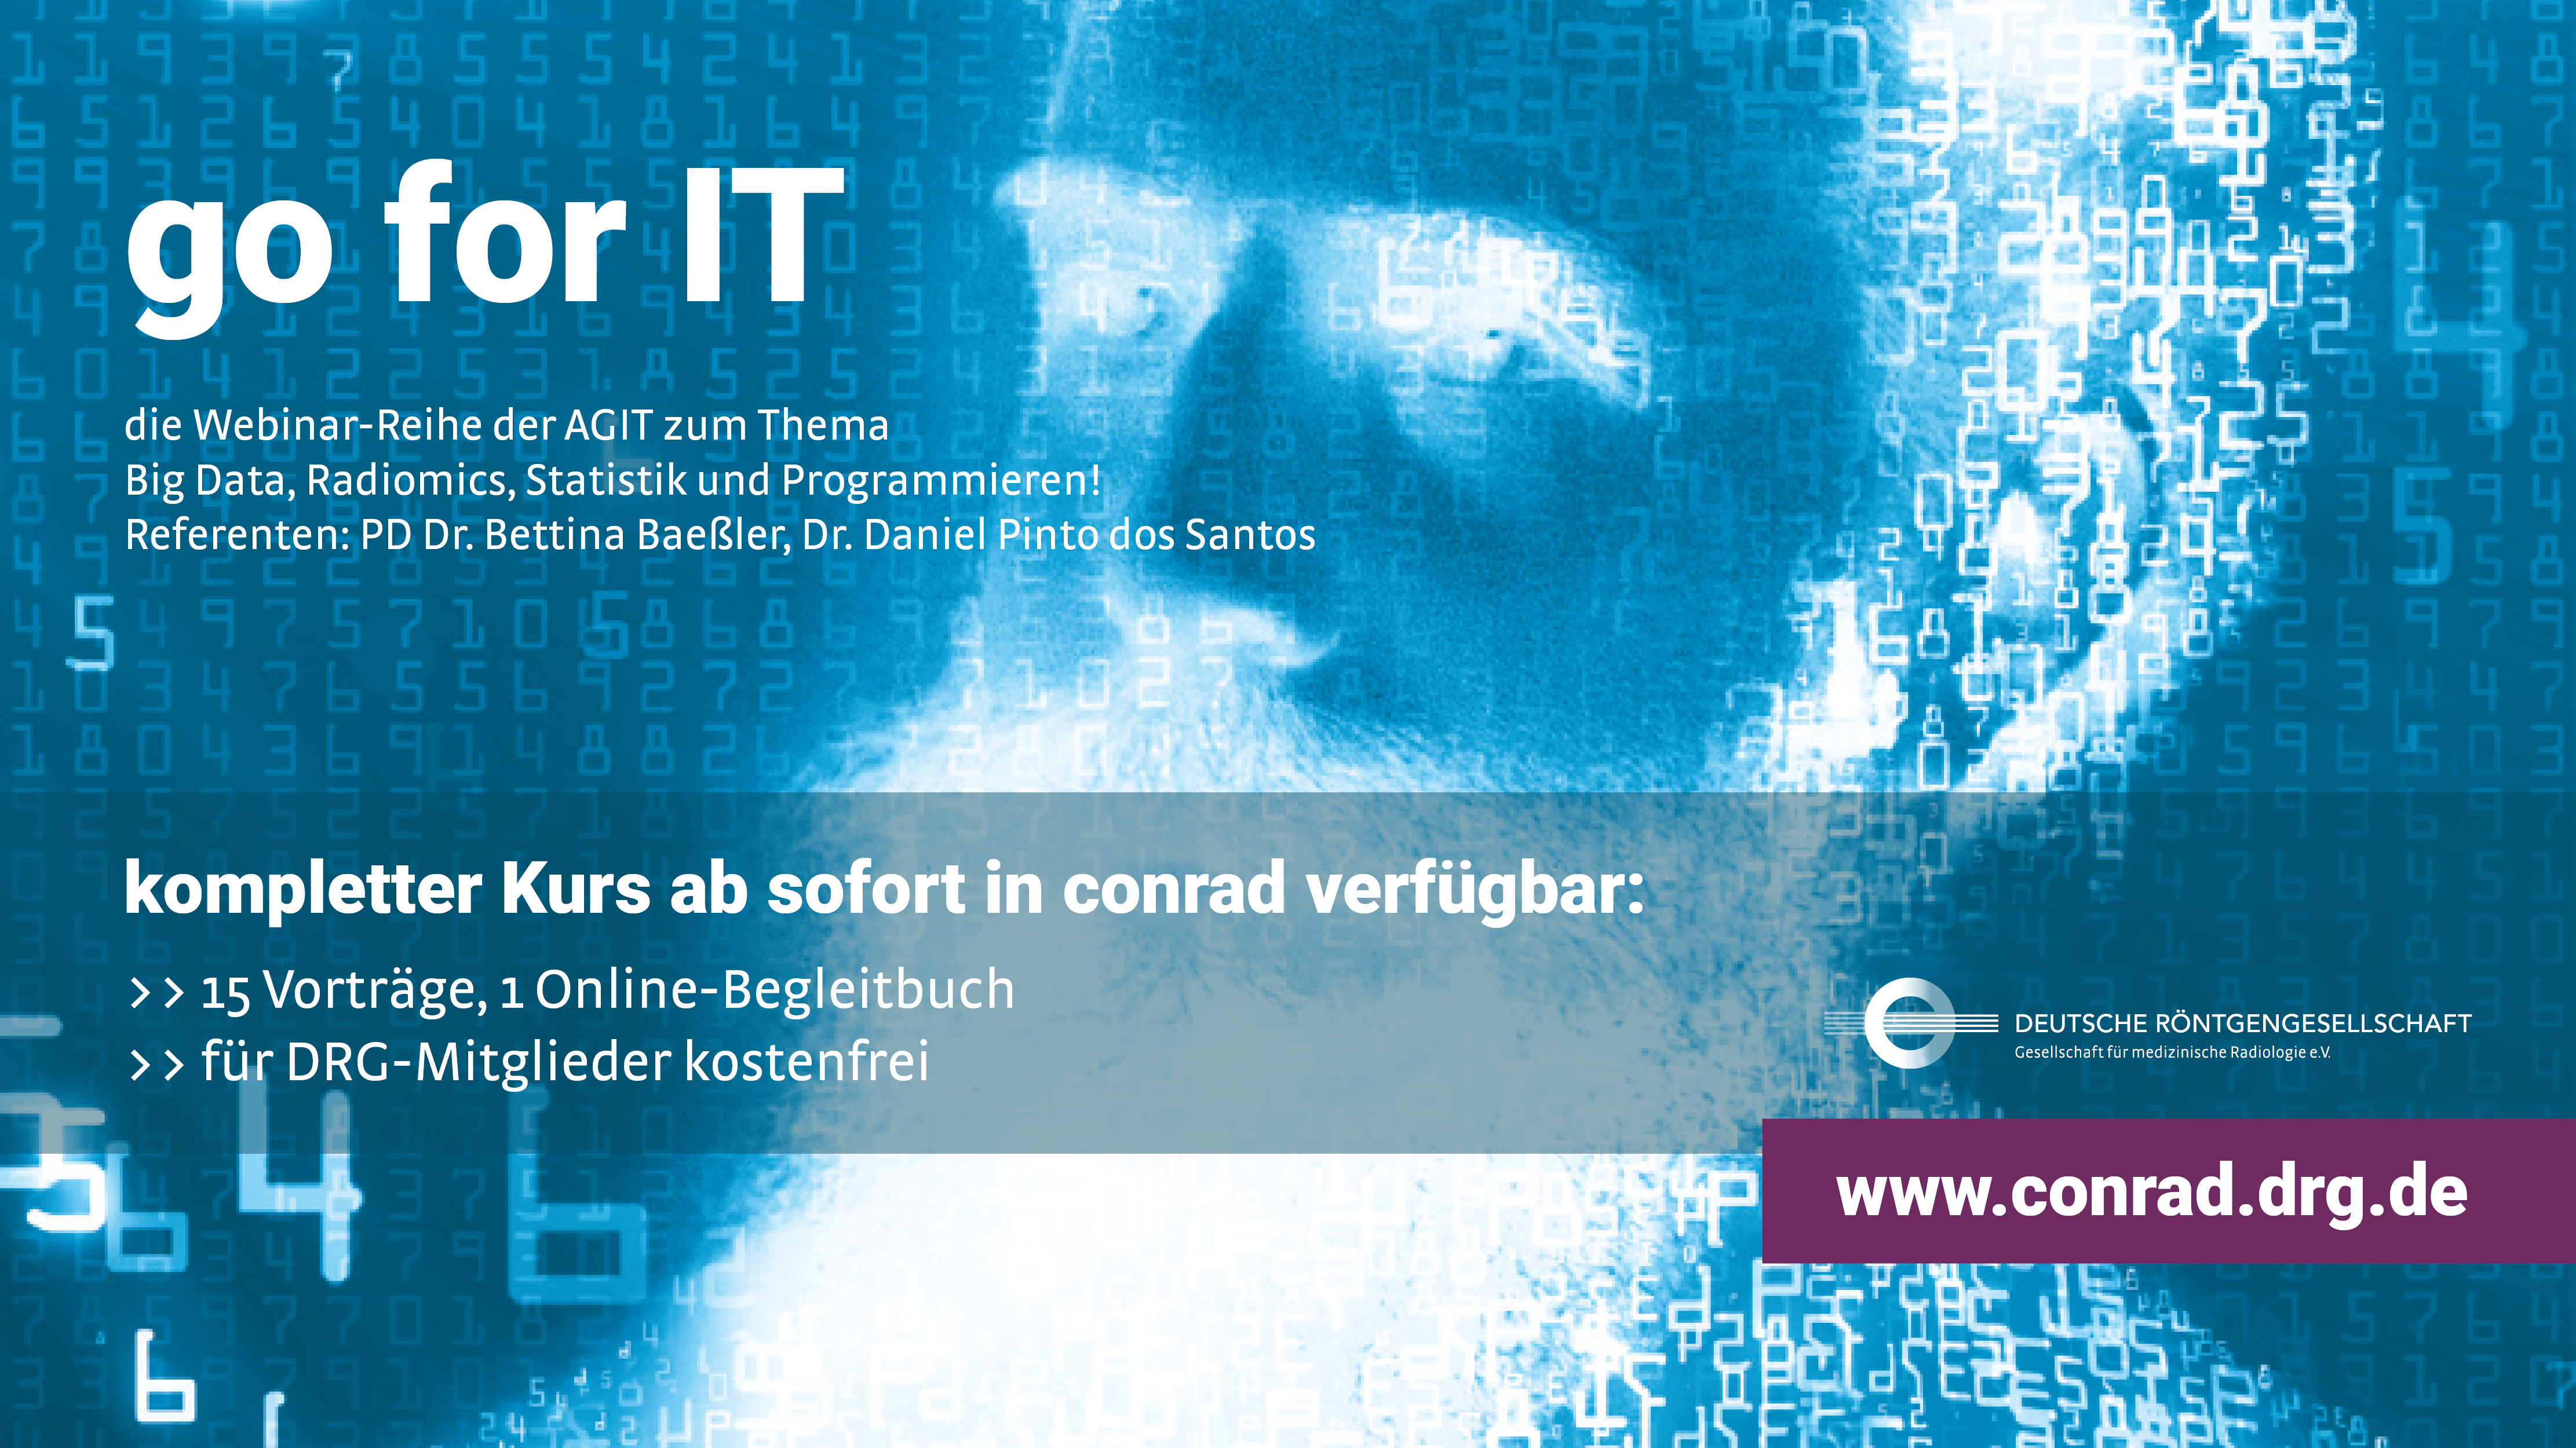 go for IT
die Webinar-Reihe der AGIT zum Thema
Big Data, Radiomics, Statistik und Programmieren!
Referenten: PD Dr. Bettina Baeßler, Dr. Daniel Pinto dos Santos
kompletter Kurs ab sofort in conrad verfügbar:
>> 15 Vorträge, 1 Online-Begleitbuch
>> für DRG-Mitglieder kostenfrei
DEUTSCHE RÖNTGENGESELLSCHAFT
Gesellschaft für medizinische Radiologie e.V.
www.conrad.drg.de